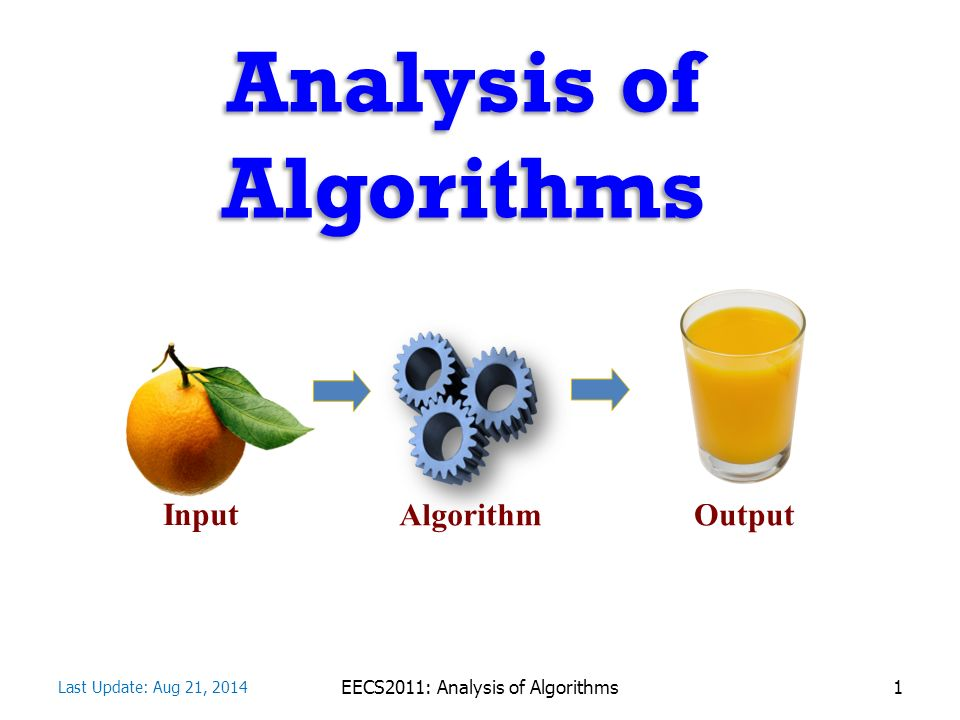 Analysis of
Algorithms
Input
Algorithm
Output
Last Update: Aug 21, 2014
EECS2011: Analysis of Algorithms
1